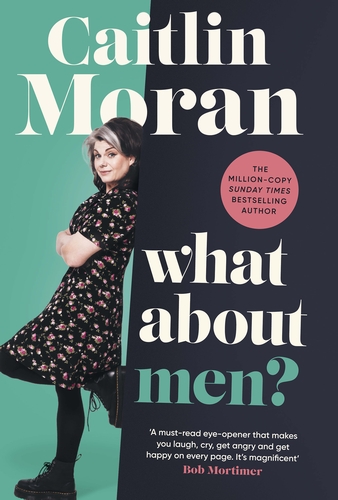 Caitlin
Moran
THE
MILLION-COPY
SUNDAY TIMES
BESTSELLING
AUTHOR
what
about
men?
‘A must-read eye-opener that makes
you laugh, cry, get angry and get
happy on every page. It’s magnificent’
Bob Mortimer